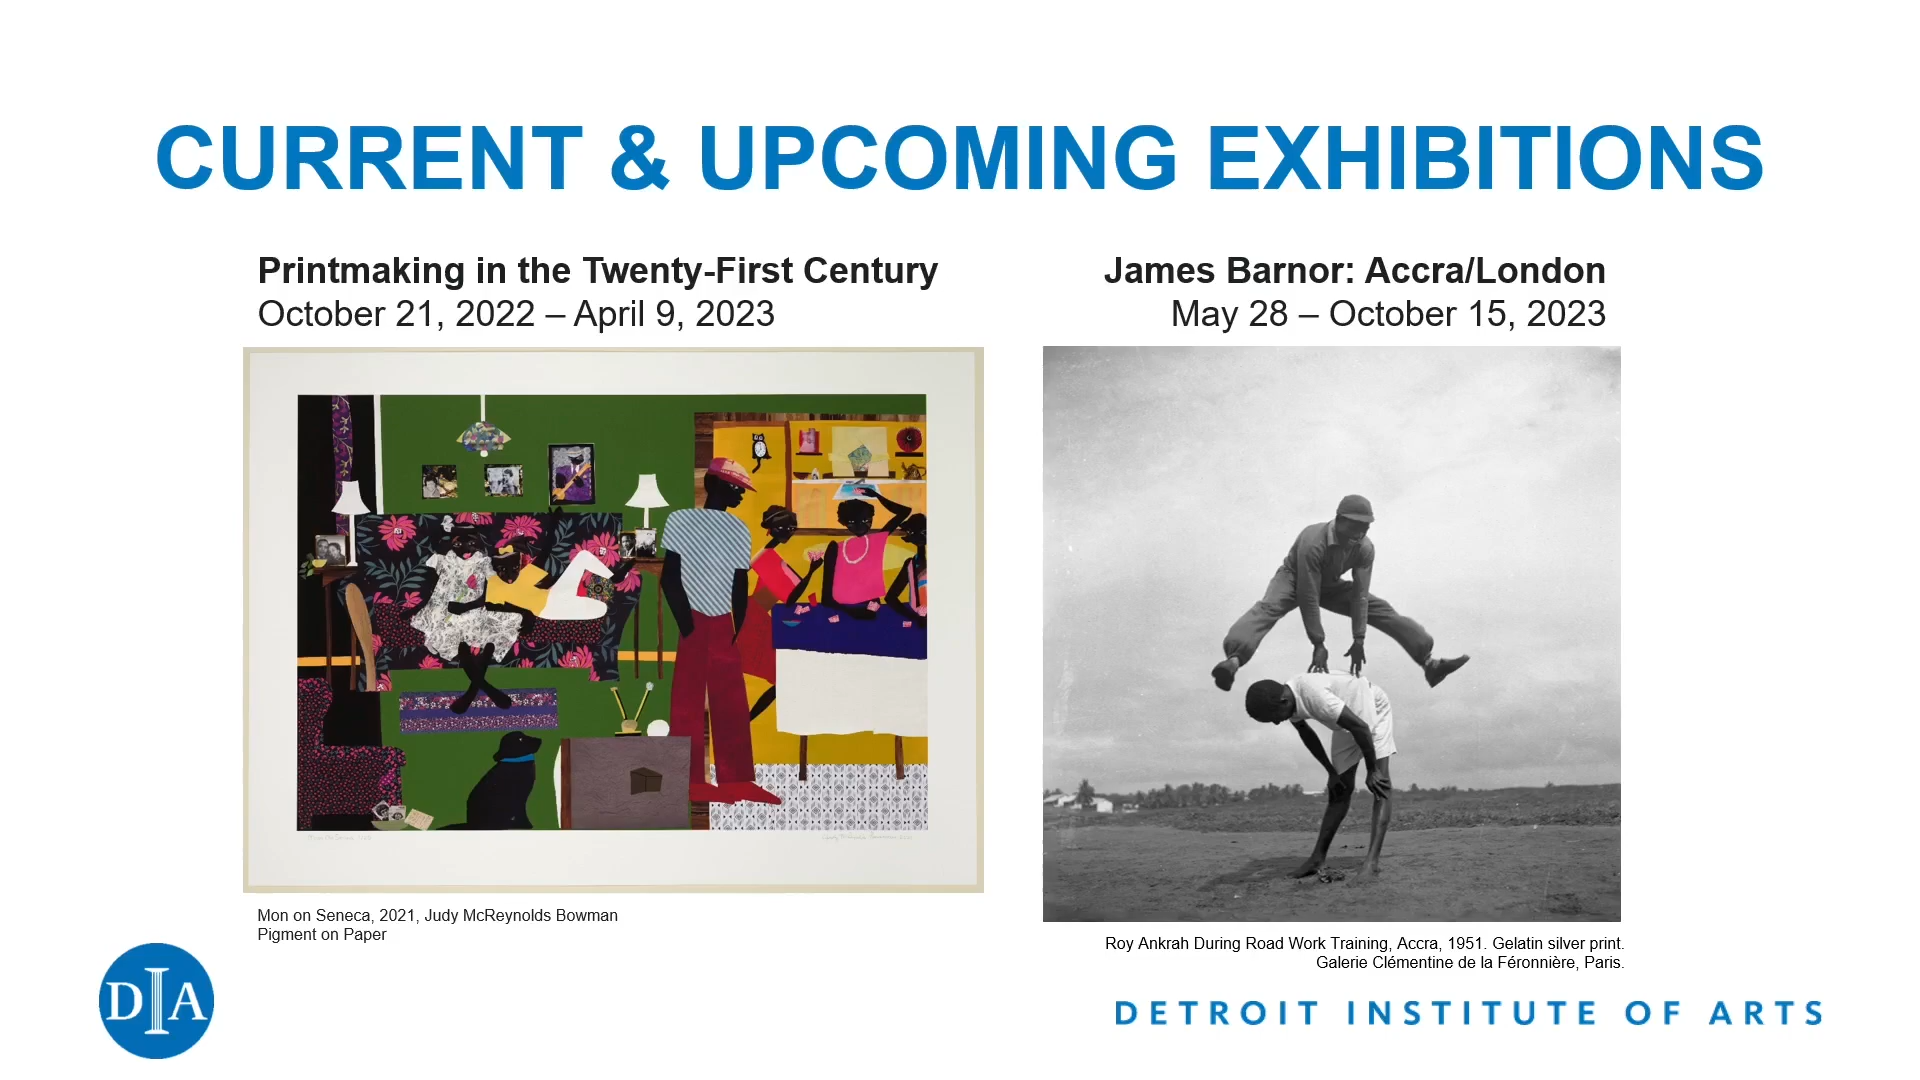 CURRENT & UPCOMING EXHIBITIONS
Printmaking in the Twenty-First Century
October 21, 2022 – April 9, 2023
James Barnor: Accra/London
May 28 – October 15, 2023
Mon on Seneca, 2021, Judy McReynolds Bowman
Pigment on Paper
Roy Ankrah During Road Work Training, Accra, 1951. Gelatin silver print.
Galerie Clémentine de la Féronnière, Paris.
DIA
DETROIT INSTITUTE OF ARTS